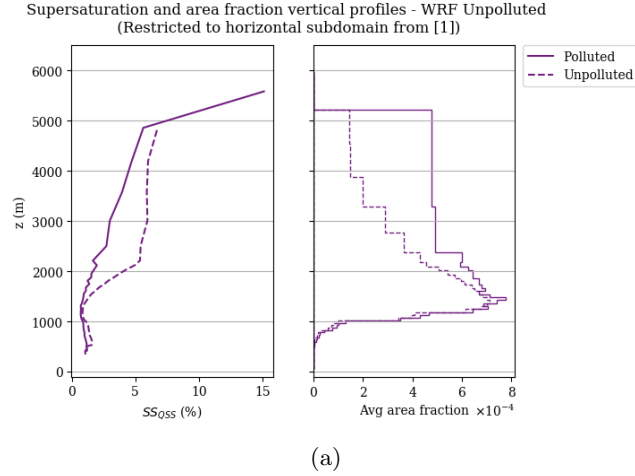 Supersaturation and area fraction vertical profiles - WRF Unpolluted
(Restricted to horizontal subdomain from [1])
Polluted
Unpolluted
z (m)
6000
5000
4000
3000
2000
1000
0
0 5 10 15
SS_QSS (%)
0 2 4 6 8
Avg area fraction ×10⁻⁴
(a)